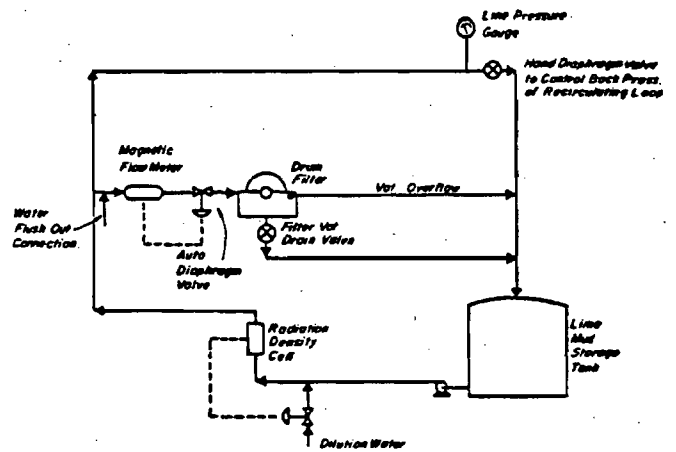 Line Pressure
Gauge
Hand Diaphragm Valve
to Control Back Press.
of Recirculating Loop
Magnetic
Flow Meter
Drum
Filter
Vat Overflow
Water
Flush Out
Connection
Filter Vat
Drain Valve
Auto
Diaphragm
Valve
Radiation
Density
Cell
Lime
Mud
Storage
Tank
Dilution Water